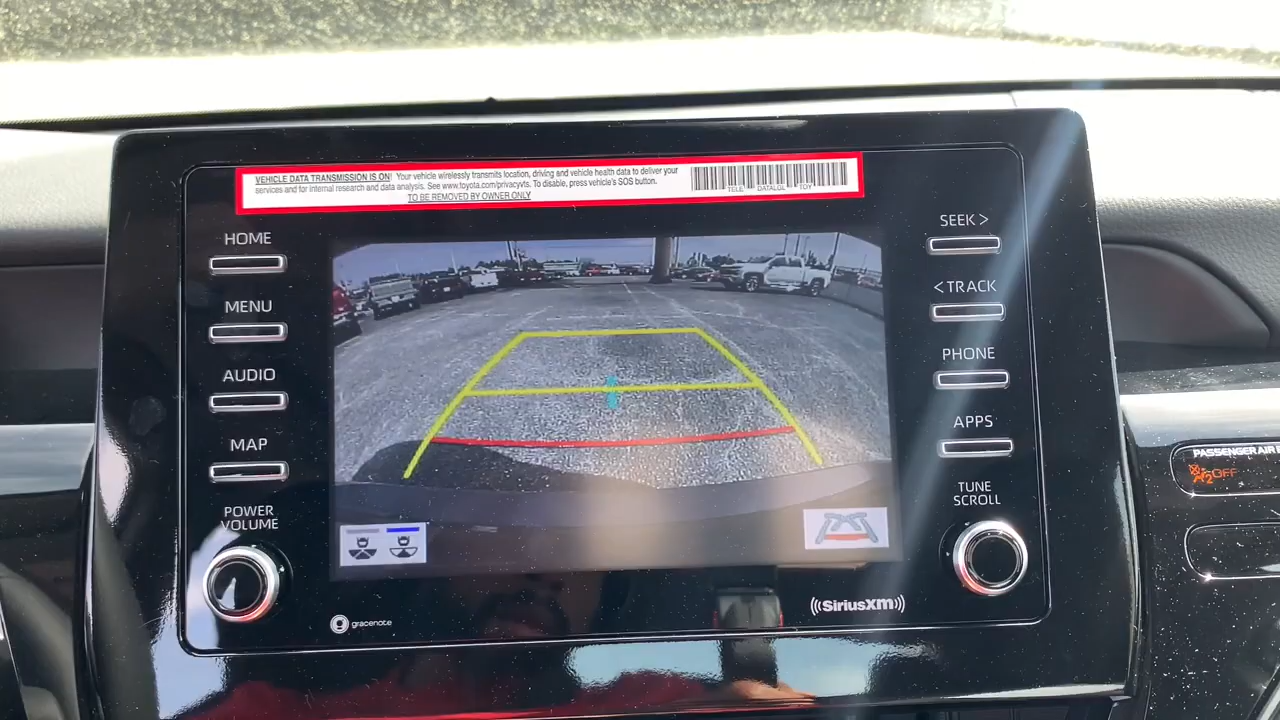 VEHICLE DATA TRANSMISSION IS ON! Your vehicle wirelessly transmits location, driving and vehicle health data to deliver your
services and for internal research and data analysis. See www.toyota.com/privacyvts. To disable, press vehicle's SOS button.
TO BE REMOVED BY OWNER ONLY
TELE DATALGL TOY
HOME
MENU
AUDIO
MAP
POWER
VOLUME
SEEK >
< TRACK
PHONE
APPS
TUNE
SCROLL
gracenote
((SiriusXM))
PASSENGER AIR
OFF